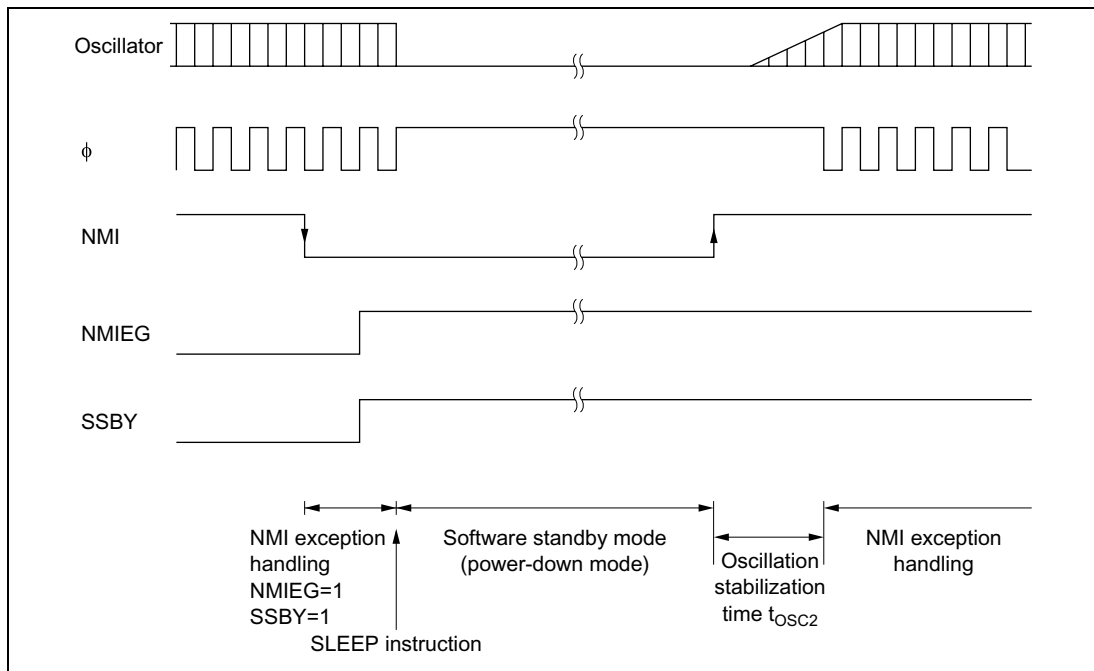 Oscillator
φ
NMI
NMIEG
SSBY
NMI exception
handling
NMIEG=1
SSBY=1
SLEEP instruction
Software standby mode
(power-down mode)
Oscillation
stabilization
time tOSC2
NMI exception
handling